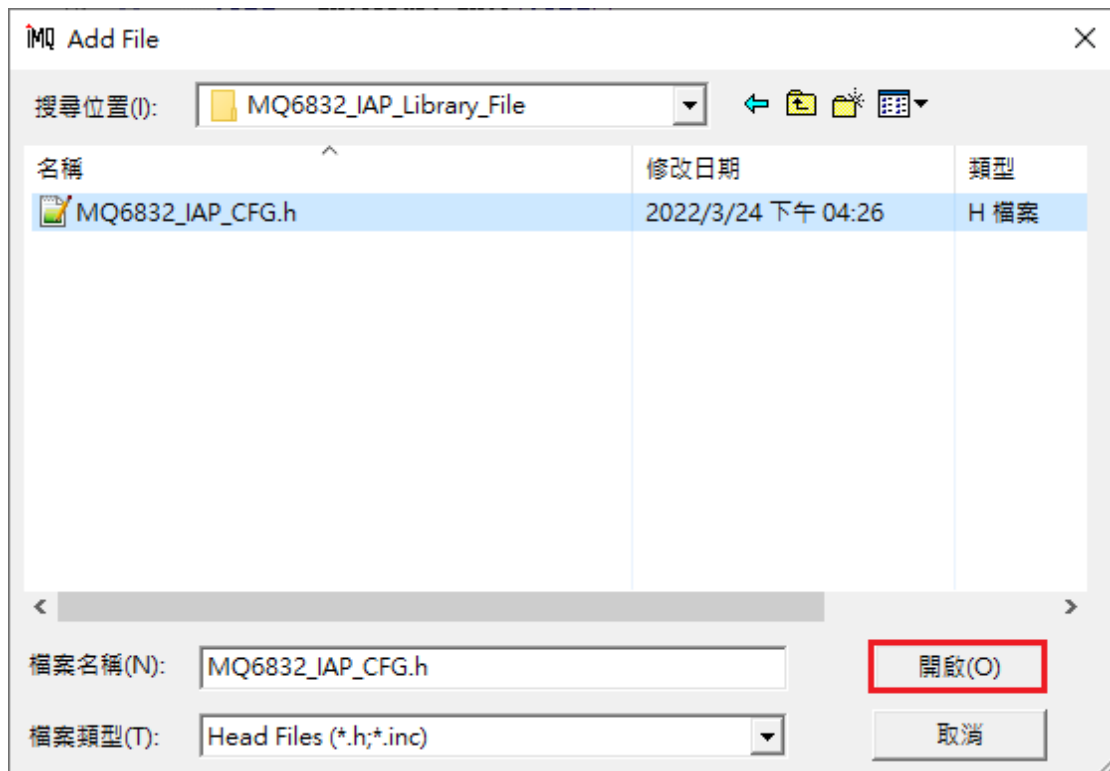 iMQ Add File
搜尋位置(I): MQ6832_IAP_Library_File
名稱 修改日期 類型
MQ6832_IAP_CFG.h 2022/3/24 下午 04:26 H 檔案
檔案名稱(N): MQ6832_IAP_CFG.h 開啟(O)
檔案類型(T): Head Files (*.h;*.inc) 取消